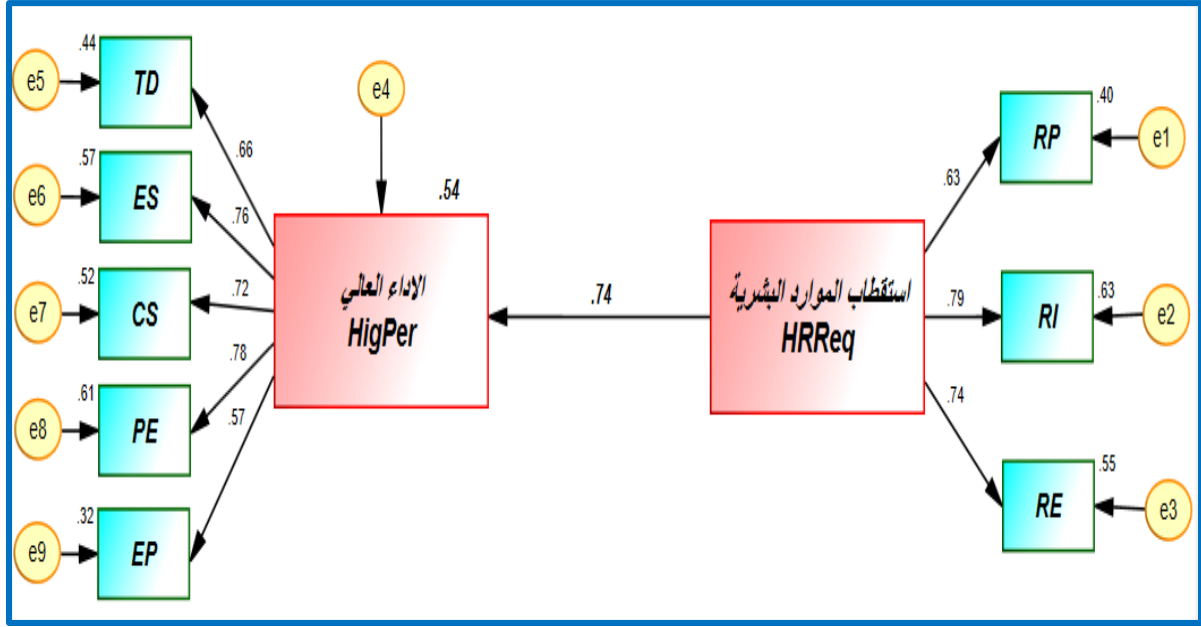 .44
e5
TD
.57
e6
ES
.52
e7
CS
.61
e8
PE
.32
e9
EP
.66
.76
.72
.78
.57
e4
.54
الاداء العالي
HigPer
.74
استقطاب الموارد البشرية
HRReq
.63
.79
.74
.40
RP
e1
.63
RI
e2
.55
RE
e3